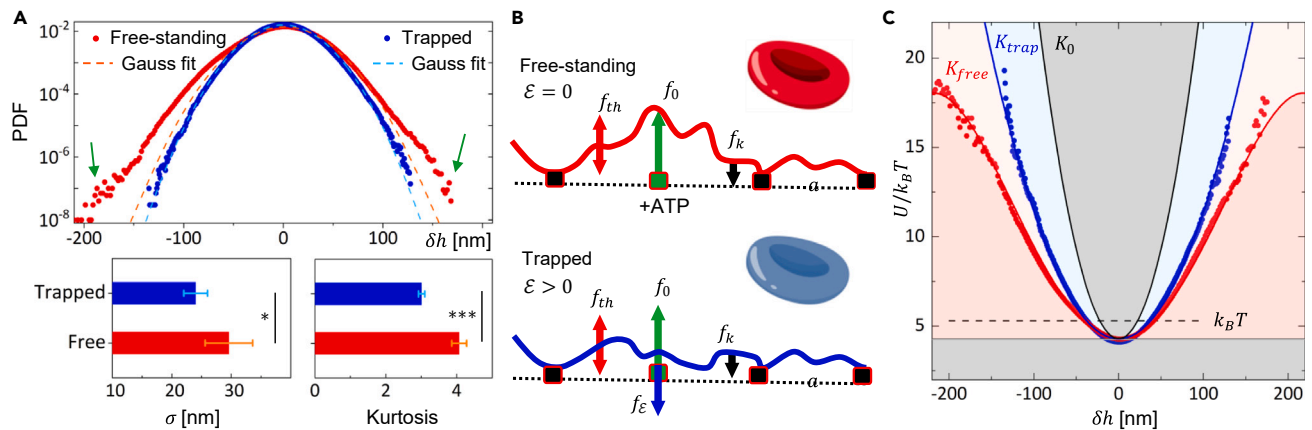 A
10⁻²
10⁻⁴
10⁻⁶
10⁻⁸
PDF
Free-standing
Gauss fit
Trapped
Gauss fit
-200
-100
0
100
δh [nm]
Trapped
Free
*
10
20
30
40
σ [nm]
***
0
2
4
Kurtosis
B
Free-standing
ℰ = 0
f_th
f_0
f_k
a
+ATP
Trapped
ℰ > 0
f_th
f_0
f_k
a
f_ℰ
C
20
15
10
5
U/k_BT
K_free
K_trap
K_0
k_BT
-200
-100
0
100
200
δh [nm]